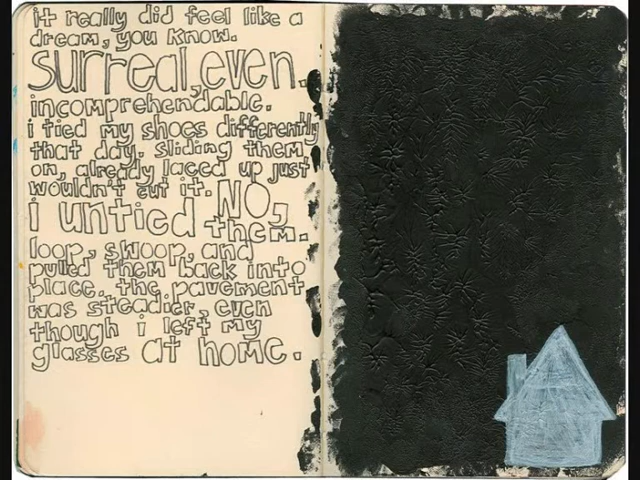 it really did feel like a
dream, you know.
surreal, even.
incomprehendable.
i tied my shoes differently
that day. sliding them
on, already laced up just
wouldn't cut it. NO,
i untied them.
loop, swoop, and
pulled them back into
place. the pavement
was steadier, even
though i left my
glasses at home.